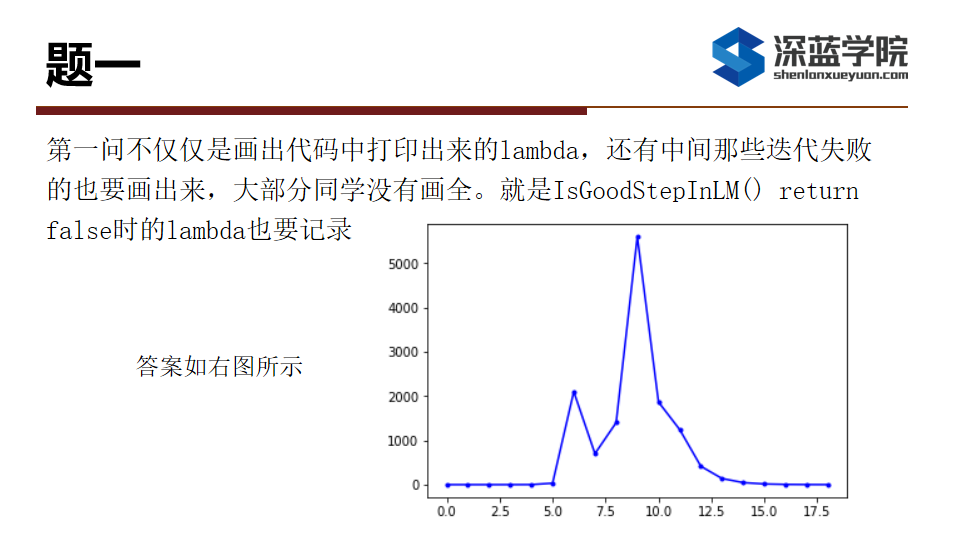 题一
深蓝学院
shenlanxueyuan.com
第一问不仅仅是画出代码中打印出来的lambda，还有中间那些迭代失败
的也要画出来，大部分同学没有画全。就是IsGoodStepInLM() return
false时的lambda也要记录
答案如右图所示
5000
4000
3000
2000
1000
0
0.0 2.5 5.0 7.5 10.0 12.5 15.0 17.5